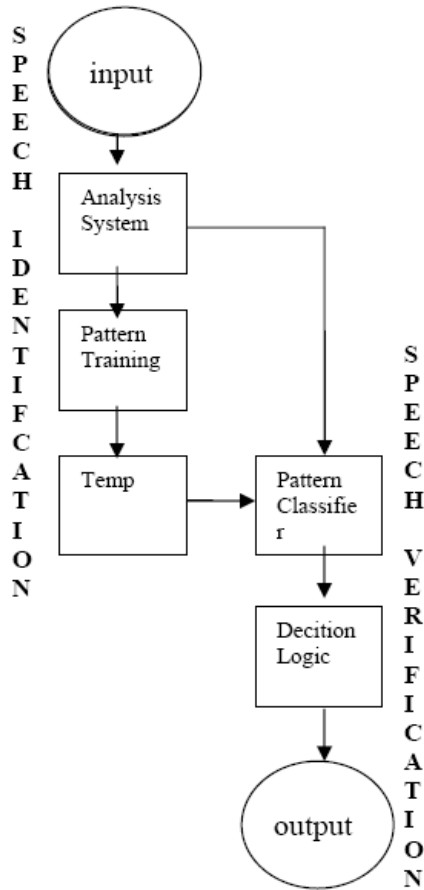 SPEECH IDENTIFCATION
input
Analysis
System
Pattern
Training
Temp
Pattern
Classifie
r
Decition
Logic
output
SPEECH VERIFICATION